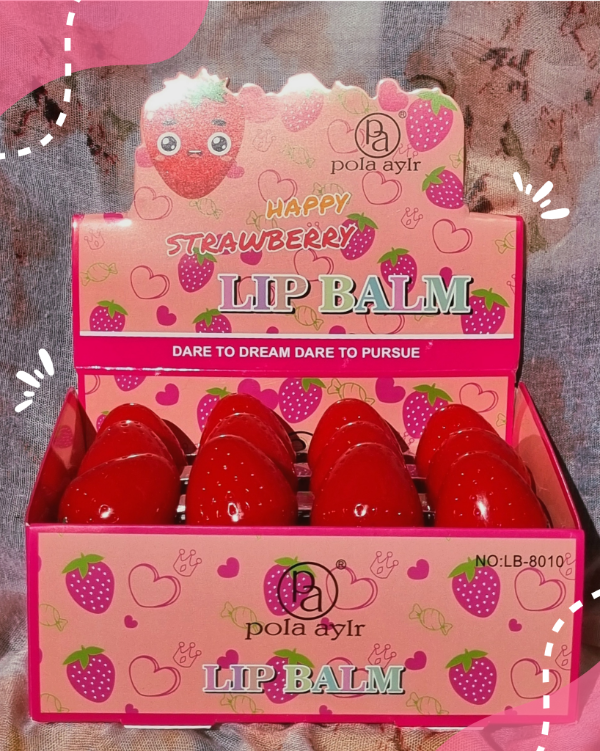 Pa®
pola aylr
HAPPY
STRAWBERRY
LIP BALM
DARE TO DREAM DARE TO PURSUE
NO:LB-8010
Pa®
pola aylr
LIP BALM